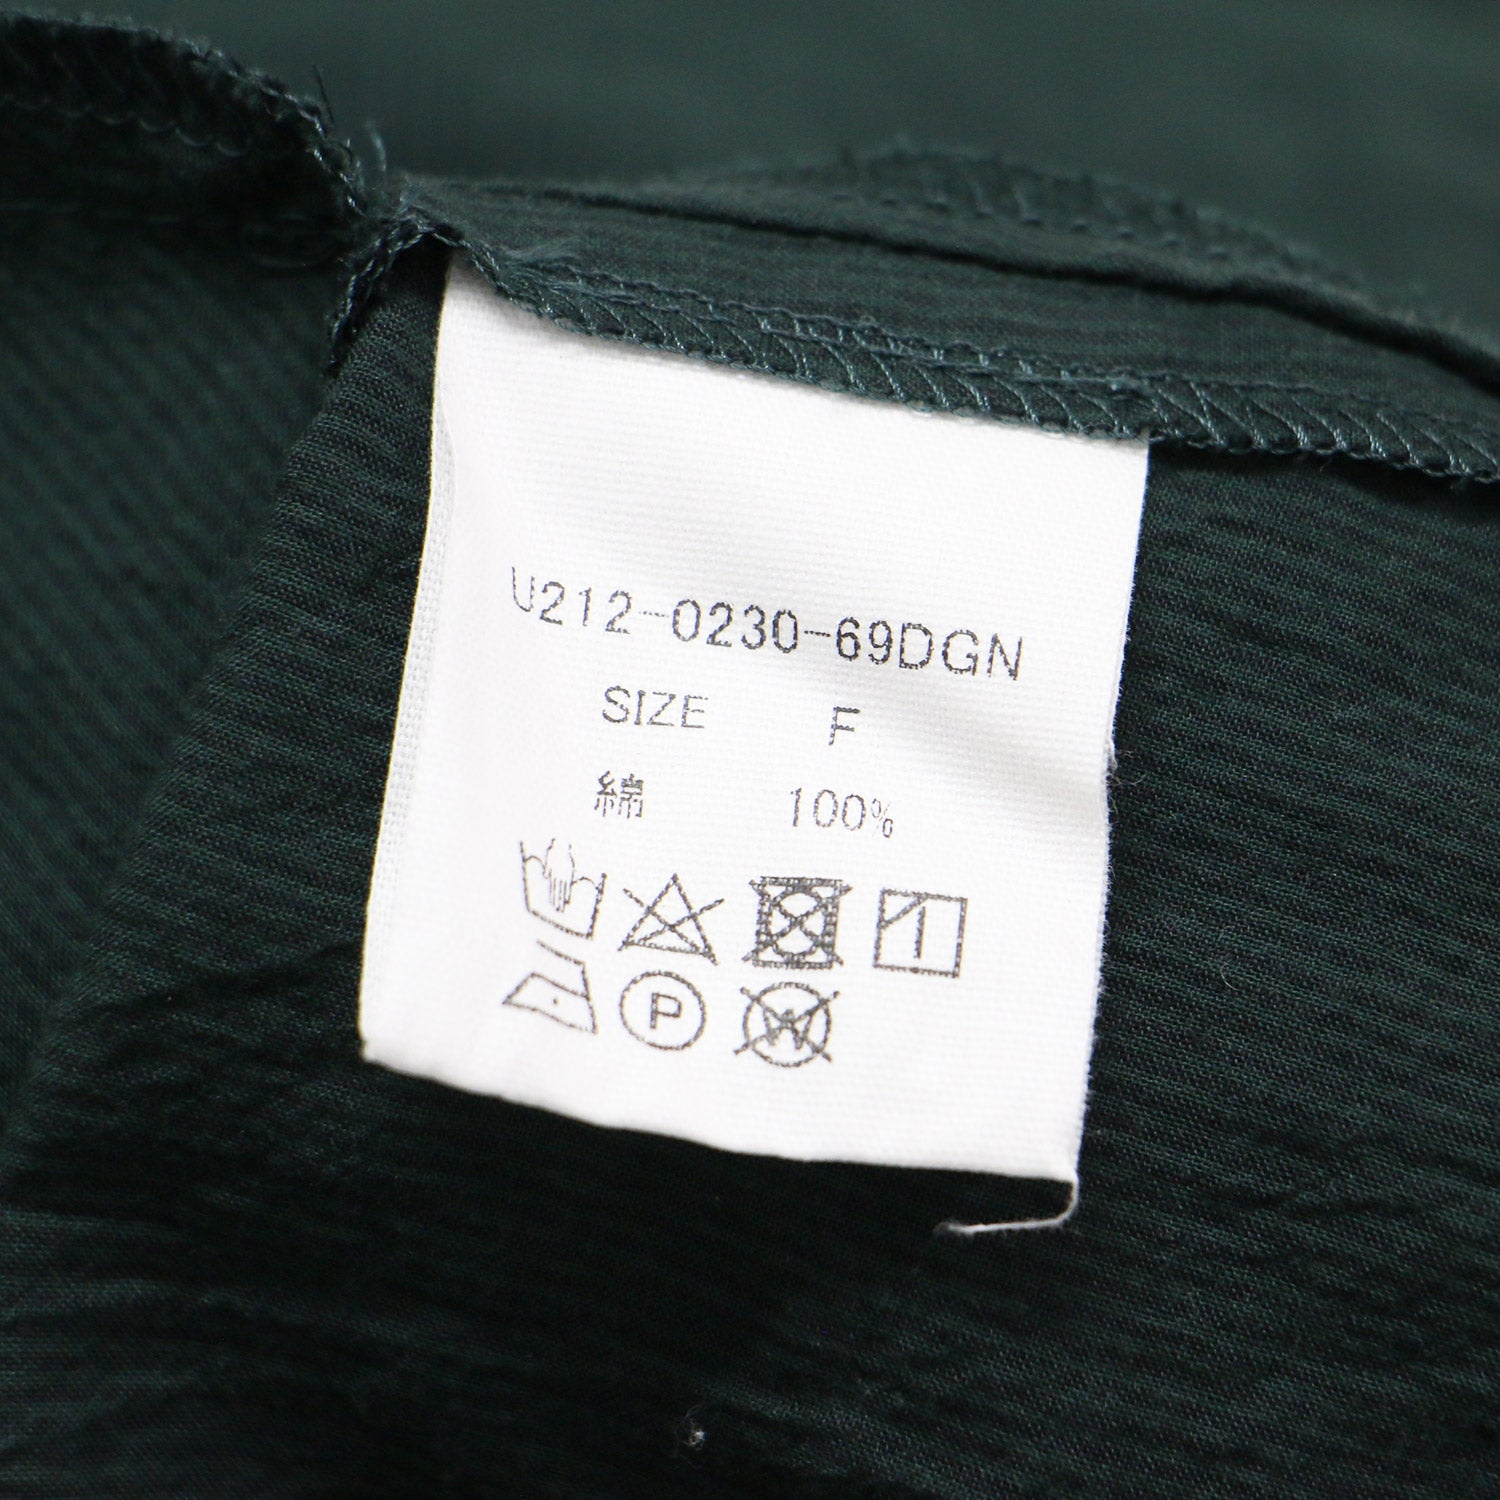 U212-0230-69DGN
SIZE F
綿 100%
P
W